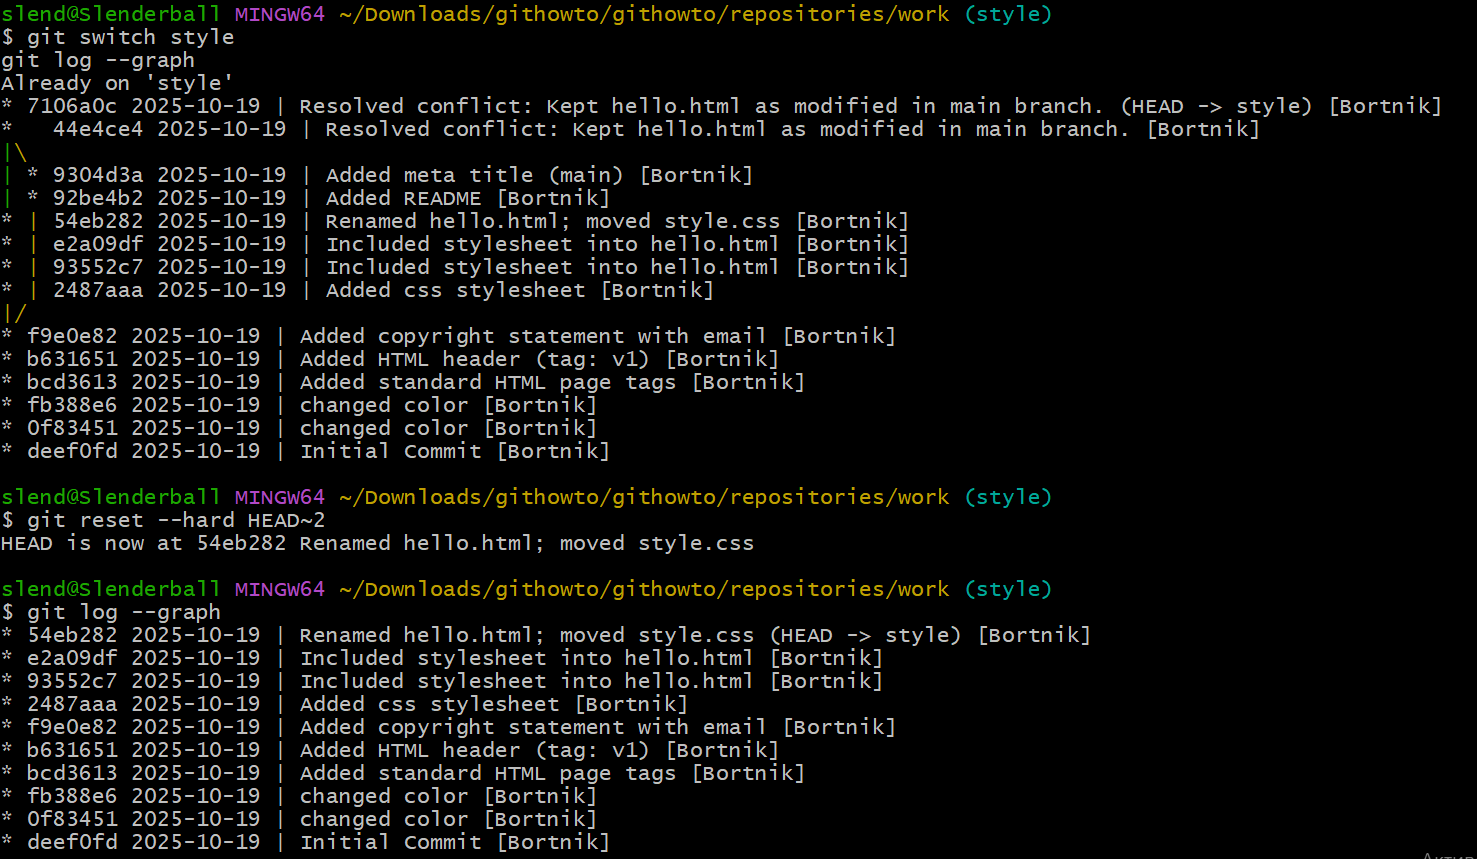 slend@Slenderball MINGW64 ~/Downloads/githowto/githowto/repositories/work (style)
$ git switch style
git log --graph
Already on 'style'
* 7106a0c 2025-10-19 | Resolved conflict: Kept hello.html as modified in main branch. (HEAD -> style) [Bortnik]
*   44e4ce4 2025-10-19 | Resolved conflict: Kept hello.html as modified in main branch. [Bortnik]
|\
| * 9304d3a 2025-10-19 | Added meta title (main) [Bortnik]
| * 92be4b2 2025-10-19 | Added README [Bortnik]
* | 54eb282 2025-10-19 | Renamed hello.html; moved style.css [Bortnik]
* | e2a09df 2025-10-19 | Included stylesheet into hello.html [Bortnik]
* | 93552c7 2025-10-19 | Included stylesheet into hello.html [Bortnik]
* | 2487aaa 2025-10-19 | Added css stylesheet [Bortnik]
|/
* f9e0e82 2025-10-19 | Added copyright statement with email [Bortnik]
* b631651 2025-10-19 | Added HTML header (tag: v1) [Bortnik]
* bcd3613 2025-10-19 | Added standard HTML page tags [Bortnik]
* fb388e6 2025-10-19 | changed color [Bortnik]
* 0f83451 2025-10-19 | changed color [Bortnik]
* deef0fd 2025-10-19 | Initial Commit [Bortnik]
slend@Slenderball MINGW64 ~/Downloads/githowto/githowto/repositories/work (style)
$ git reset --hard HEAD~2
HEAD is now at 54eb282 Renamed hello.html; moved style.css
slend@Slenderball MINGW64 ~/Downloads/githowto/githowto/repositories/work (style)
$ git log --graph
* 54eb282 2025-10-19 | Renamed hello.html; moved style.css (HEAD -> style) [Bortnik]
* e2a09df 2025-10-19 | Included stylesheet into hello.html [Bortnik]
* 93552c7 2025-10-19 | Included stylesheet into hello.html [Bortnik]
* 2487aaa 2025-10-19 | Added css stylesheet [Bortnik]
* f9e0e82 2025-10-19 | Added copyright statement with email [Bortnik]
* b631651 2025-10-19 | Added HTML header (tag: v1) [Bortnik]
* bcd3613 2025-10-19 | Added standard HTML page tags [Bortnik]
* fb388e6 2025-10-19 | changed color [Bortnik]
* 0f83451 2025-10-19 | changed color [Bortnik]
* deef0fd 2025-10-19 | Initial Commit [Bortnik]